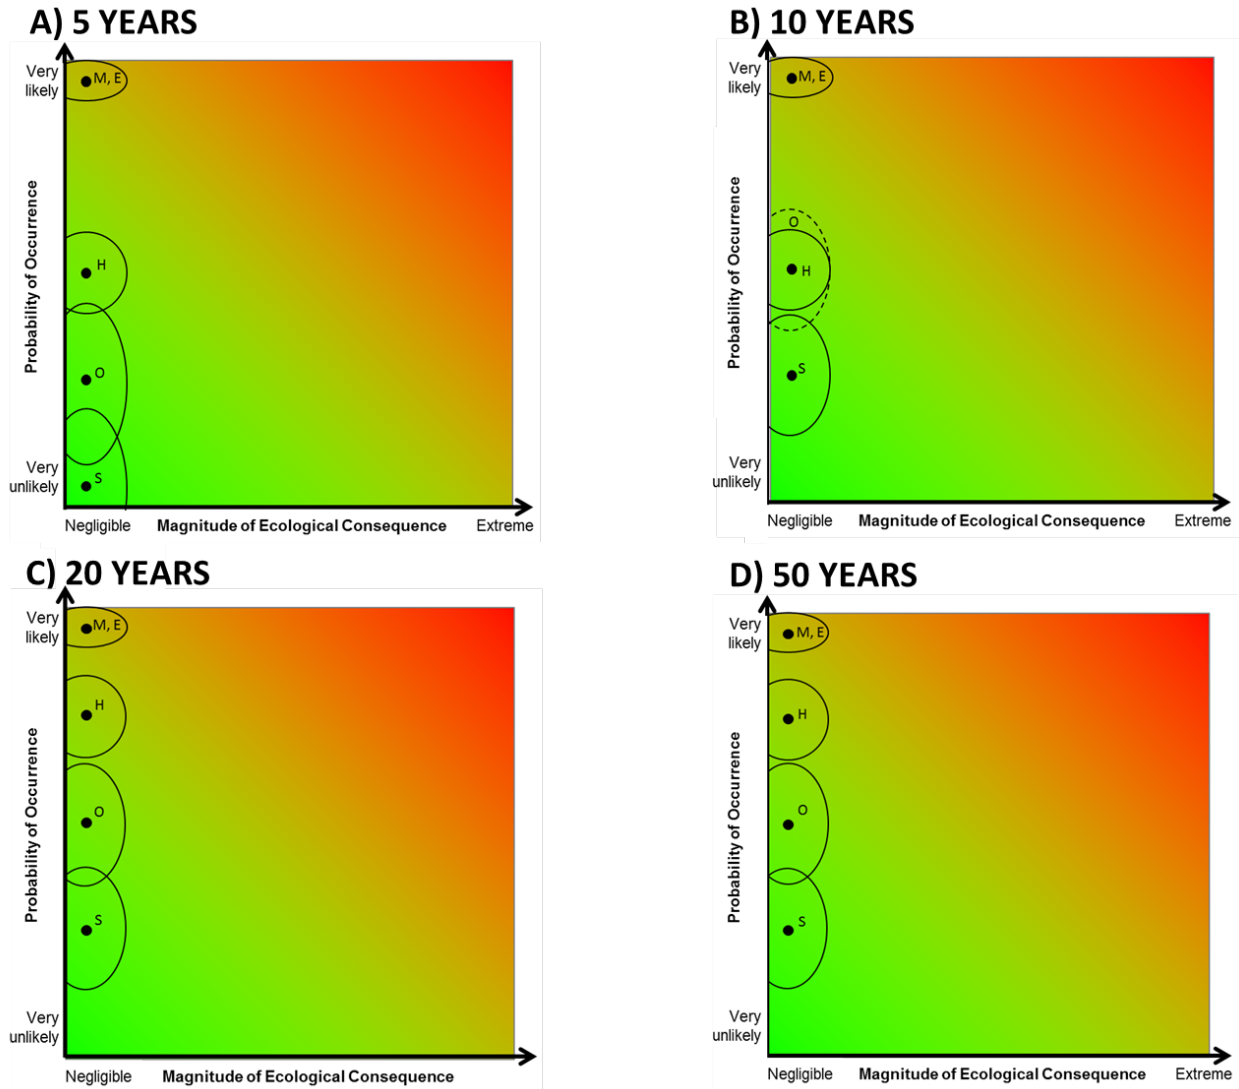 A) 5 YEARS
Very
likely
M, E
H
O
S
Very
unlikely
Probability of Occurrence
Negligible
Magnitude of Ecological Consequence
Extreme
B) 10 YEARS
Very
likely
M, E
O
H
S
Very
unlikely
Probability of Occurrence
Negligible
Magnitude of Ecological Consequence
Extreme
C) 20 YEARS
Very
likely
M, E
H
O
S
Very
unlikely
Probability of Occurrence
Negligible
Magnitude of Ecological Consequence
D) 50 YEARS
Very
likely
M, E
H
O
S
Very
unlikely
Probability of Occurrence
Negligible
Magnitude of Ecological Consequence
Extreme